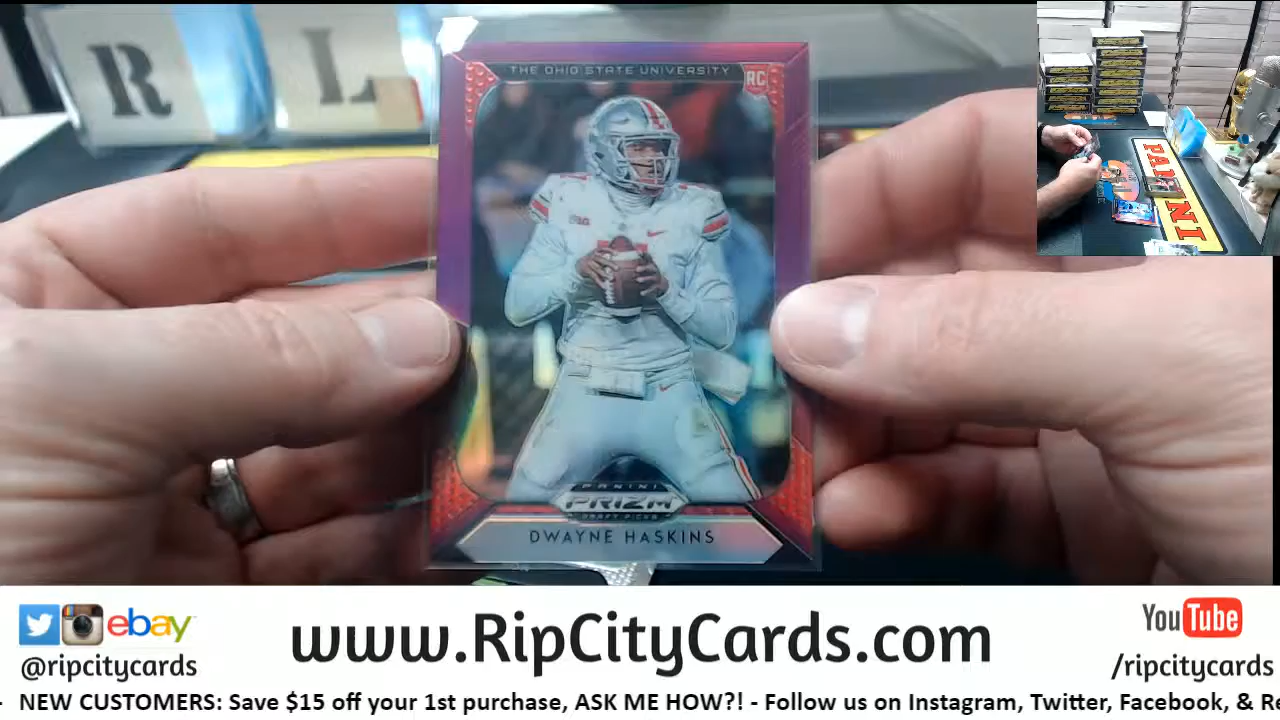 R L
THE OHIO STATE UNIVERSITY
RC
PANINI
PRIZM
DRAFT PICKS
DWAYNE HASKINS
PANINI
ebay
@ripcitycards
www.RipCityCards.com
YouTube
/ripcitycards
NEW CUSTOMERS: Save $15 off your 1st purchase, ASK ME HOW?! - Follow us on Instagram, Twitter, Facebook, &